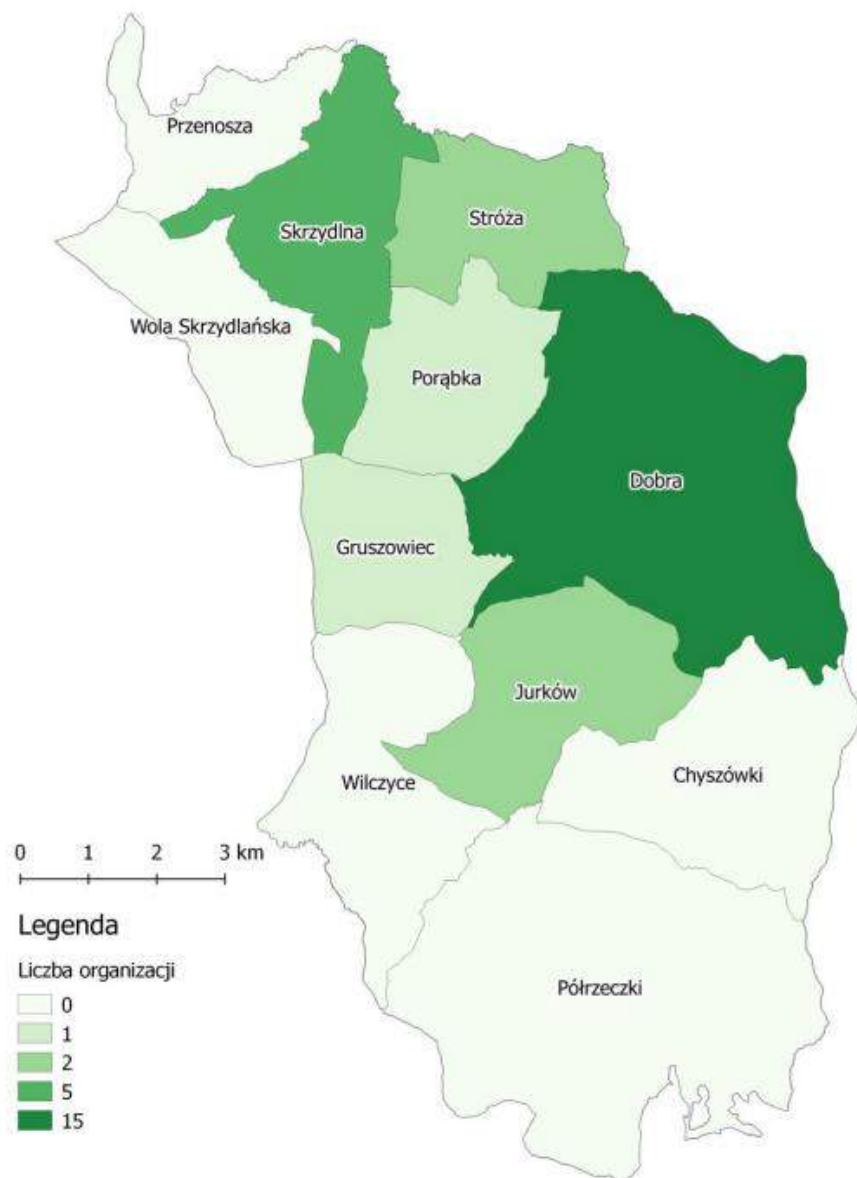 Przenosza
Stróża
Skrzydlna
Wola Skrzydlańska
Porąbka
Dobra
Gruszowiec
Jurków
Chyszówki
Wilczyce
0 1 2 3 km
Legenda
Liczba organizacji
0
1
2
5
15
Półrzeczki